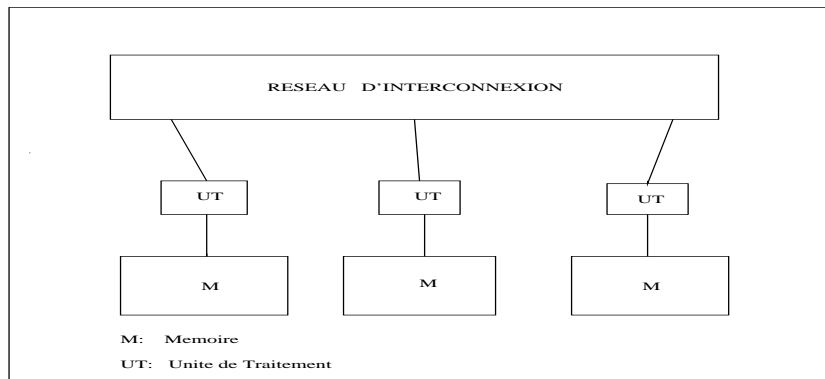 RESEAU D'INTERCONNEXION
UT UT UT
M M M
M: Memoire
UT: Unite de Traitement